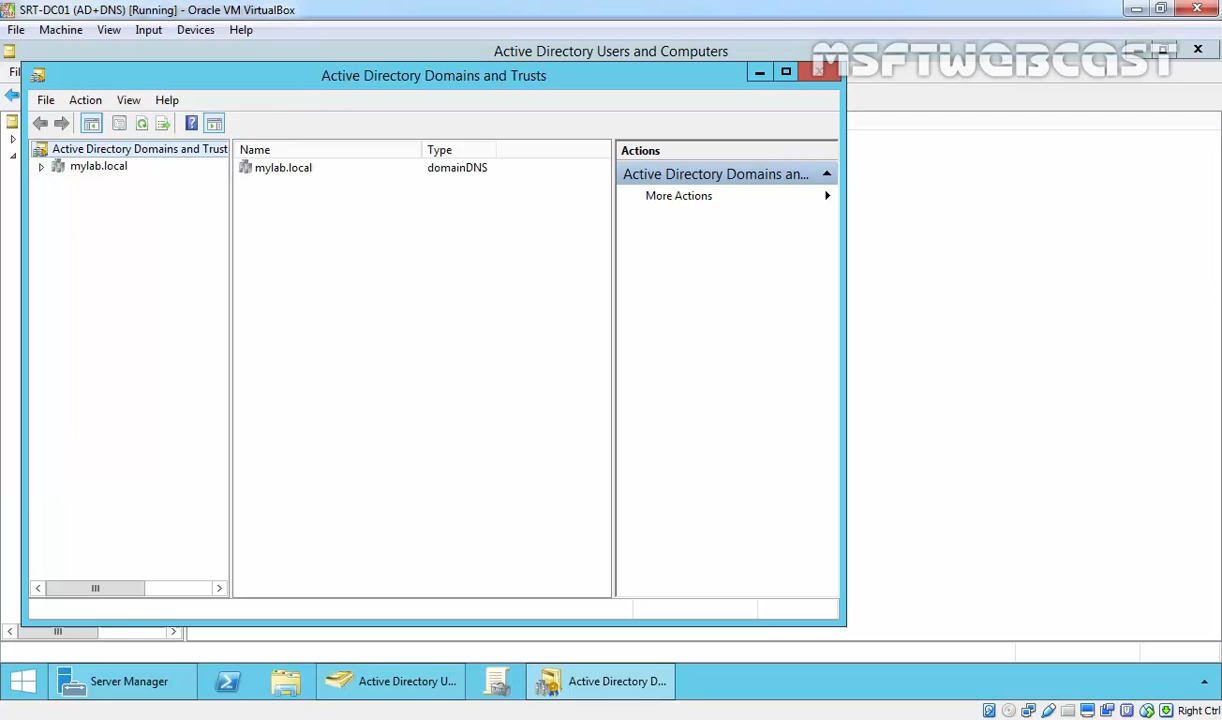 SRT-DC01 (AD+DNS) [Running] - Oracle VM VirtualBox
File Machine View Input Devices Help
Active Directory Users and Computers
MSFTWEBCAST
Active Directory Domains and Trusts
File Action View Help
Active Directory Domains and Trust
Name Type
Actions
mylab.local
mylab.local domainDNS
Active Directory Domains an...
More Actions
Server Manager
Active Directory U...
Active Directory D...
Right Ctrl